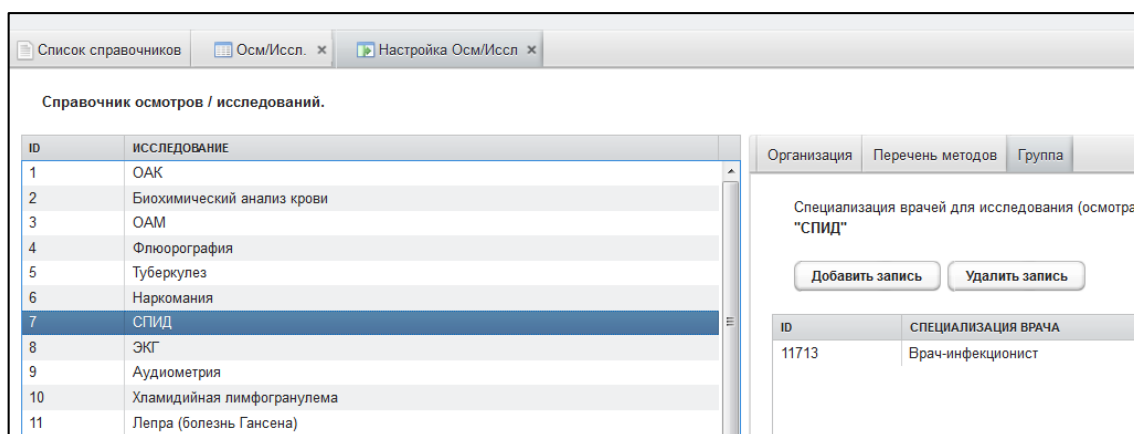 Список справочников Осм/Иссл. Настройка Осм/Иссл
Справочник осмотров / исследований.
ID ИССЛЕДОВАНИЕ
1 ОАК
2 Биохимический анализ крови
3 ОАМ
4 Флюорография
5 Туберкулез
6 Наркомания
7 СПИД
8 ЭКГ
9 Аудиометрия
10 Хламидийная лимфогранулема
11 Лепра (болезнь Гансена)
Организация Перечень методов Группа
Специализация врачей для исследования (осмотра
"СПИД"
Добавить запись Удалить запись
ID СПЕЦИАЛИЗАЦИЯ ВРАЧА
11713 Врач-инфекционист